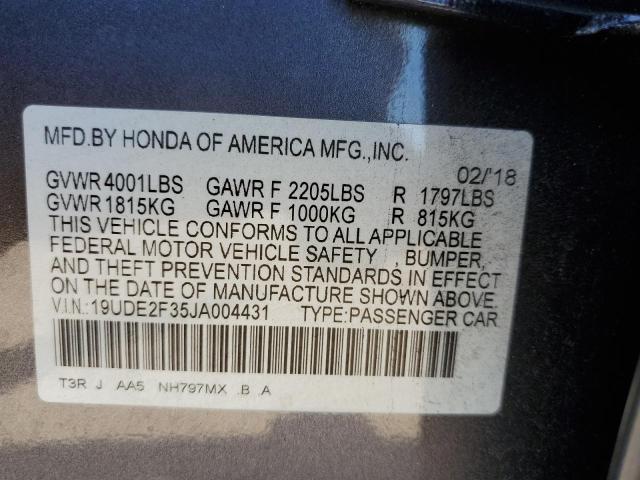 MFD.BY HONDA OF AMERICA MFG.,INC.
02/'18
GVWR 4001LBS GAWR F 2205LBS R 1797LBS
GVWR 1815KG GAWR F 1000KG R 815KG
THIS VEHICLE CONFORMS TO ALL APPLICABLE
FEDERAL MOTOR VEHICLE SAFETY , BUMPER,
AND THEFT PREVENTION STANDARDS IN EFFECT
ON THE DATE OF MANUFACTURE SHOWN ABOVE.
V.I.N.:19UDE2F35JA004431 TYPE:PASSENGER CAR
T3R J AA5 NH797MX .B .A